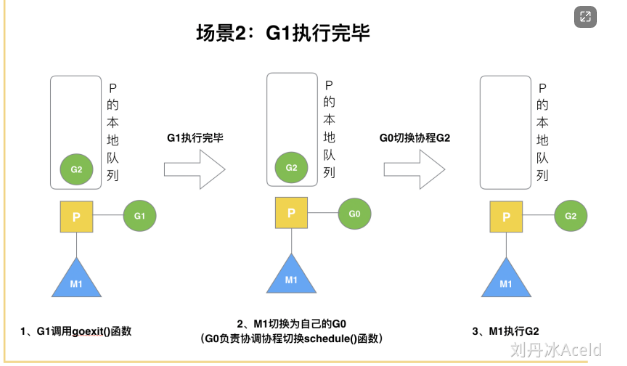 场景2：G1执行完毕
P的本地队列
G2
P
G1
M1
1、G1调用goexit()函数
G1执行完毕
P的本地队列
G2
P
G0
M1
2、M1切换为自己的G0
（G0负责协调协程切换schedule()函数）
G0切换协程G2
P的本地队列
P
G2
M1
3、M1执行G2
刘丹冰Aceld